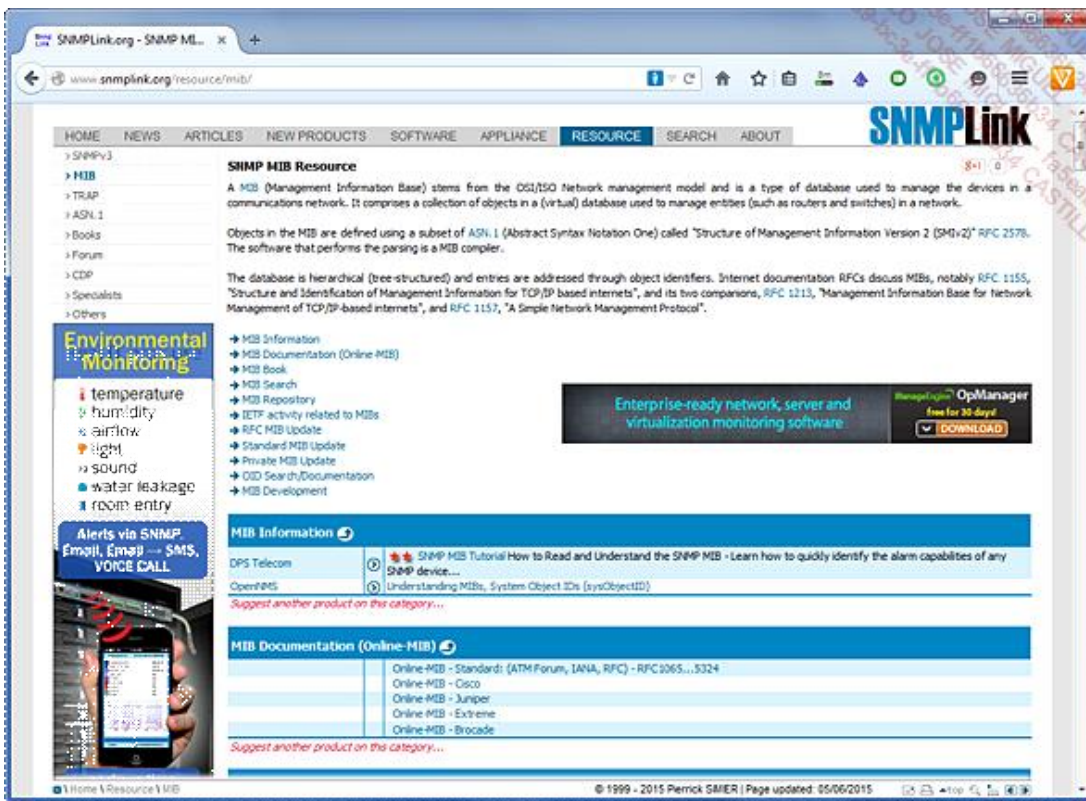 SNMPLink.org - SNMP MI...
www.snmplink.org/resource/mib/
SNMPLink
HOME NEWS ARTICLES NEW PRODUCTS SOFTWARE APPLIANCE RESOURCE SEARCH ABOUT
> SNMPv3
> MIB
> TRAP
> ASN.1
> Books
> Forum
> CDP
> Specialists
> Others
Environmental
Monitoring
temperature
humidity
airflow
light
sound
water leakage
room entry
Alerts via SNMP,
Email, Email → SMS,
VOICE CALL
SNMP MIB Resource
g+1 0
A MIB (Management Information Base) stems from the OSI/ISO Network management model and is a type of database used to manage the devices in a
communications network. It comprises a collection of objects in a (virtual) database used to manage entities (such as routers and switches) in a network.
Objects in the MIB are defined using a subset of ASN.1 (Abstract Syntax Notation One) called "Structure of Management Information Version 2 (SMIv2)" RFC 2578.
The software that performs the parsing is a MIB compiler.
The database is hierarchical (tree-structured) and entries are addressed through object identifiers. Internet documentation RFCs discuss MIBs, notably RFC 1155,
"Structure and Identification of Management Information for TCP/IP based internets", and its two companions, RFC 1213, "Management Information Base for Network
Management of TCP/IP-based internets", and RFC 1157, "A Simple Network Management Protocol".
→ MIB Information
→ MIB Documentation (Online-MIB)
→ MIB Book
→ MIB Search
→ MIB Repository
→ IETF activity related to MIBs
→ RFC MIB Update
→ Standard MIB Update
→ Private MIB Update
→ OID Search/Documentation
→ MIB Development
Enterprise-ready network, server and
virtualization monitoring software
ManageEngine OpManager
free for 30 days!
DOWNLOAD
MIB Information
DPS Telecom SNMP MIB Tutorial How to Read and Understand the SNMP MIB - Learn how to quickly identify the alarm capabilities of any
SNMP device...
OpenNMS Understanding MIBs, System Object IDs (sysObjectID)
Suggest another product on this category...
MIB Documentation (Online-MIB)
Online-MIB - Standard: (ATM Forum, IANA, RFC) - RFC1065...5324
Online-MIB - Cisco
Online-MIB - Juniper
Online-MIB - Extreme
Online-MIB - Brocade
Suggest another product on this category...
\ Home \ Resource \ MIB
© 1999 - 2015 Pierrick SIMIER | Page updated: 05/06/2015
top